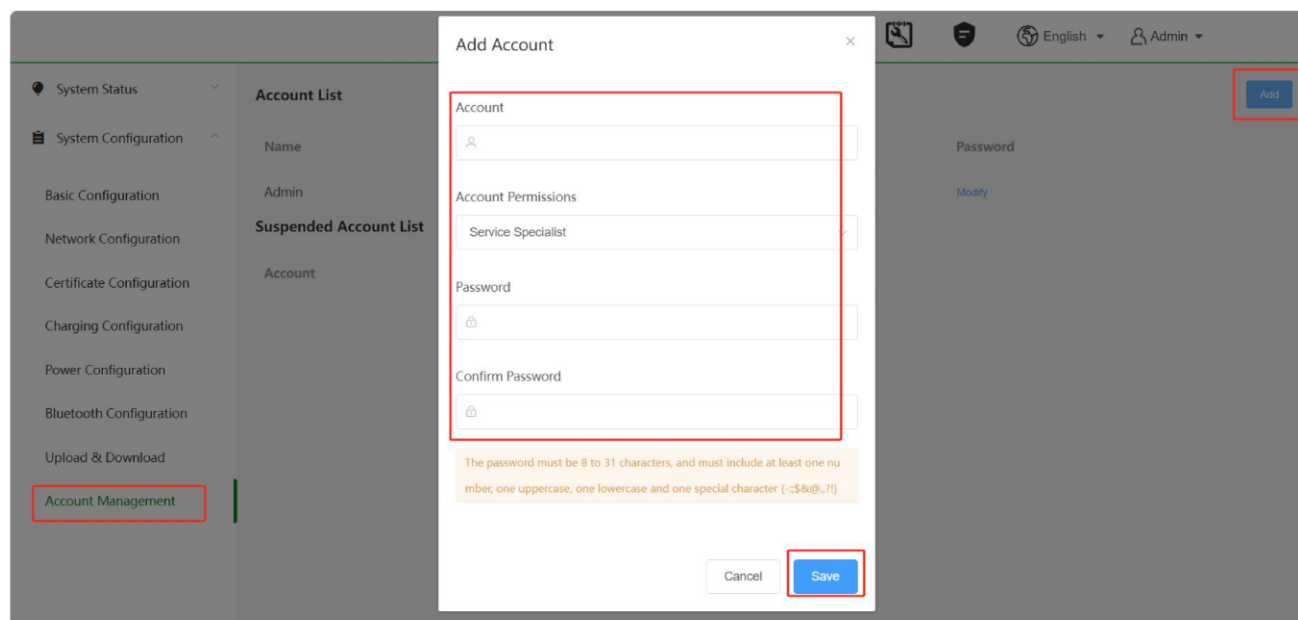 English
Admin
System Status
System Configuration
Basic Configuration
Network Configuration
Certificate Configuration
Charging Configuration
Power Configuration
Bluetooth Configuration
Upload & Download
Account Management
Account List
Add
Name
Password
Admin
Modify
Suspended Account List
Account
Add Account
Account
Account Permissions
Service Specialist
Password
Confirm Password
The password must be 8 to 31 characters, and must include at least one nu
mber, one uppercase, one lowercase and one special character (-:;$&@.,?!)
Cancel
Save